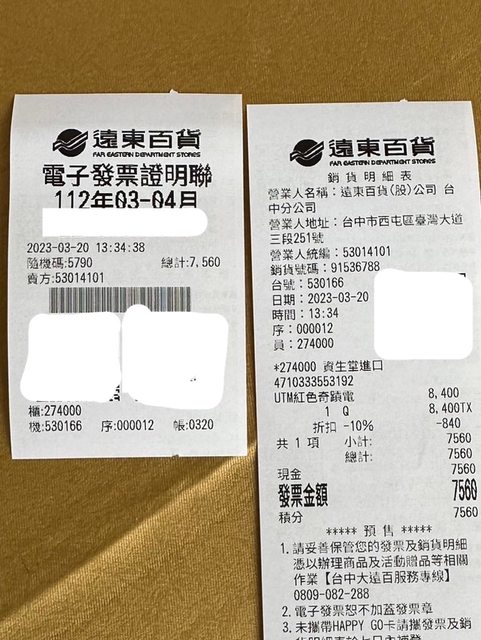 遠東百貨
FAR EASTERN DEPARTMENT STORES
電子發票證明聯
112年03-04月
2023-03-20 13:34:38
隨機碼:5790 總計:7,560
賣方:53014101
櫃:274000
機:530166 序:000012 帳:0320
遠東百貨
FAR EASTERN DEPARTMENT STORES
銷貨明細表
營業人名稱：遠東百貨(股)公司 台
中分公司
營業人地址：台中市西屯區臺灣大道
三段251號
營業人統編：53014101
銷貨號碼：91536788
台號：530166
日期：2023-03-20
時間：13:34
序：000012
員：274000
*274000 資生堂進口
4710333553192
UTM紅色奇蹟電 8,400
1 Q 8,400TX
折扣 -10% -840
共 1 項 小計: 7560
總計: 7560
現金 7560
發票金額 7560
積分 7560
***** 預 售 *****
1. 請妥善保管您的發票及銷貨明細
憑以辦理商品及活動贈品等相關
作業【台中大遠百服務專線】
0809-082-288
2. 電子發票恕不加蓋發票章
3. 未攜帶HAPPY GO卡請攜發票及銷
貨明細表於七日內補登